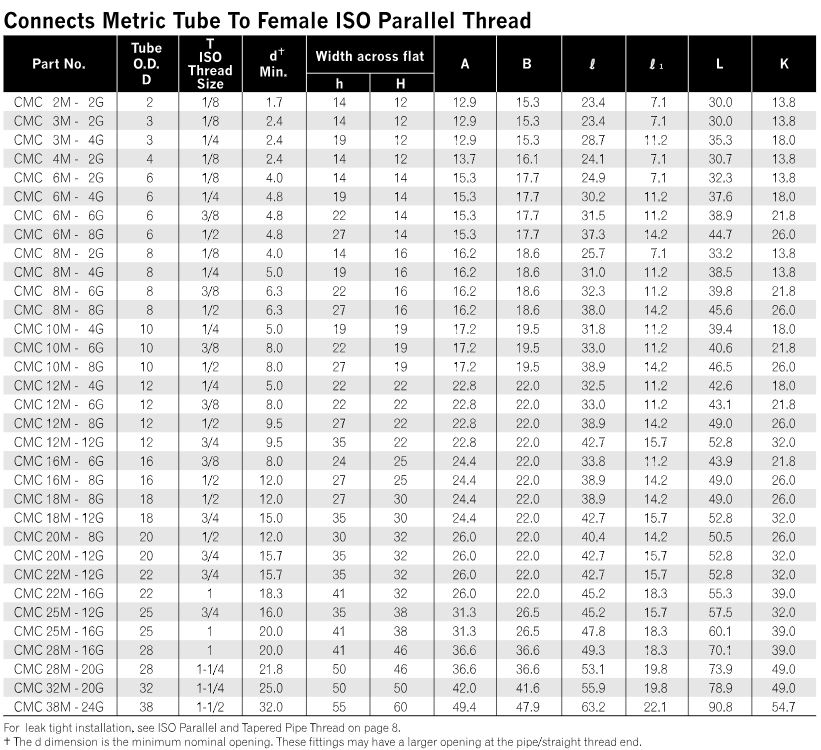 Connects Metric Tube To Female ISO Parallel Thread
Part No. Tube O.D. D T ISO Thread Size d† Min. Width across flat A B ℓ ℓ1 L K
h H
CMC 2M - 2G 2 1/8 1.7 14 12 12.9 15.3 23.4 7.1 30.0 13.8
CMC 3M - 2G 3 1/8 2.4 14 12 12.9 15.3 23.4 7.1 30.0 13.8
CMC 3M - 4G 3 1/4 2.4 19 12 12.9 15.3 28.7 11.2 35.3 18.0
CMC 4M - 2G 4 1/8 2.4 14 12 13.7 16.1 24.1 7.1 30.7 13.8
CMC 6M - 2G 6 1/8 4.0 14 14 15.3 17.7 24.9 7.1 32.3 13.8
CMC 6M - 4G 6 1/4 4.8 19 14 15.3 17.7 30.2 11.2 37.6 18.0
CMC 6M - 6G 6 3/8 4.8 22 14 15.3 17.7 31.5 11.2 38.9 21.8
CMC 6M - 8G 6 1/2 4.8 27 14 15.3 17.7 37.3 14.2 44.7 26.0
CMC 8M - 2G 8 1/8 4.0 14 16 16.2 18.6 25.7 7.1 33.2 13.8
CMC 8M - 4G 8 1/4 5.0 19 16 16.2 18.6 31.0 11.2 38.5 13.8
CMC 8M - 6G 8 3/8 6.3 22 16 16.2 18.6 32.3 11.2 39.8 21.8
CMC 8M - 8G 8 1/2 6.3 27 16 16.2 18.6 38.0 14.2 45.6 26.0
CMC 10M - 4G 10 1/4 5.0 19 19 17.2 19.5 31.8 11.2 39.4 18.0
CMC 10M - 6G 10 3/8 8.0 22 19 17.2 19.5 33.0 11.2 40.6 21.8
CMC 10M - 8G 10 1/2 8.0 27 19 17.2 19.5 38.9 14.2 46.5 26.0
CMC 12M - 4G 12 1/4 5.0 22 22 22.8 22.0 32.5 11.2 42.6 18.0
CMC 12M - 6G 12 3/8 8.0 22 22 22.8 22.0 33.0 11.2 43.1 21.8
CMC 12M - 8G 12 1/2 9.5 27 22 22.8 22.0 38.9 14.2 49.0 26.0
CMC 12M - 12G 12 3/4 9.5 35 22 22.8 22.0 42.7 15.7 52.8 32.0
CMC 16M - 6G 16 3/8 8.0 24 25 24.4 22.0 33.8 11.2 43.9 21.8
CMC 16M - 8G 16 1/2 12.0 27 25 24.4 22.0 38.9 14.2 49.0 26.0
CMC 18M - 8G 18 1/2 12.0 27 30 24.4 22.0 38.9 14.2 49.0 26.0
CMC 18M - 12G 18 3/4 15.0 35 30 24.4 22.0 42.7 15.7 52.8 32.0
CMC 20M - 8G 20 1/2 12.0 30 32 26.0 22.0 40.4 14.2 50.5 26.0
CMC 20M - 12G 20 3/4 15.7 35 32 26.0 22.0 42.7 15.7 52.8 32.0
CMC 22M - 12G 22 3/4 15.7 35 32 26.0 22.0 42.7 15.7 52.8 32.0
CMC 22M - 16G 22 1 18.3 41 32 26.0 22.0 45.2 18.3 55.3 39.0
CMC 25M - 12G 25 3/4 16.0 35 38 31.3 26.5 45.2 15.7 57.5 32.0
CMC 25M - 16G 25 1 20.0 41 38 31.3 26.5 47.8 18.3 60.1 39.0
CMC 28M - 16G 28 1 20.0 41 46 36.6 36.6 49.3 18.3 70.1 39.0
CMC 28M - 20G 28 1-1/4 21.8 50 46 36.6 36.6 53.1 19.8 73.9 49.0
CMC 32M - 20G 32 1-1/4 25.0 50 50 42.0 41.6 55.9 19.8 78.9 49.0
CMC 38M - 24G 38 1-1/2 32.0 55 60 49.4 47.9 63.2 22.1 90.8 54.7
For leak tight installation, see ISO Parallel and Tapered Pipe Thread on page 8.
† The d dimension is the minimum nominal opening. These fittings may have a larger opening at the pipe/straight thread end.